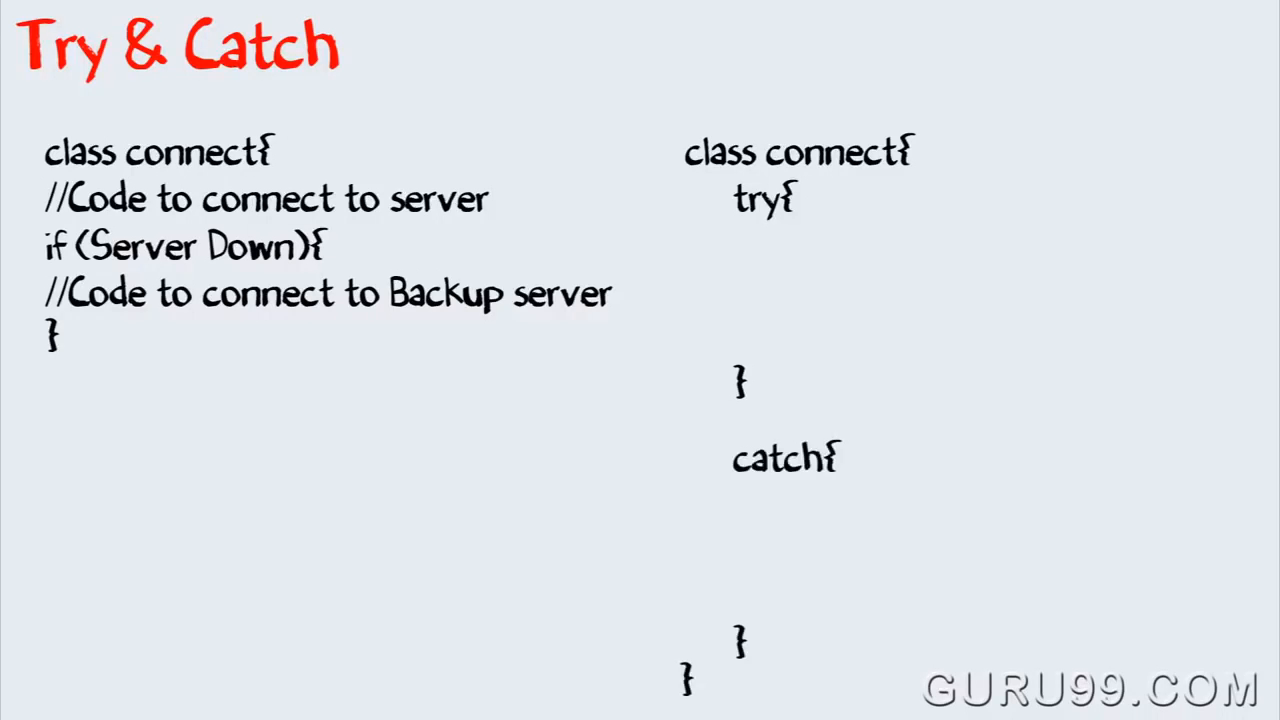 Try & Catch
class connect{
//Code to connect to server
if (Server Down){
//Code to connect to Backup server
}
class connect{
try{
}
catch{
}
}
GURU99.COM